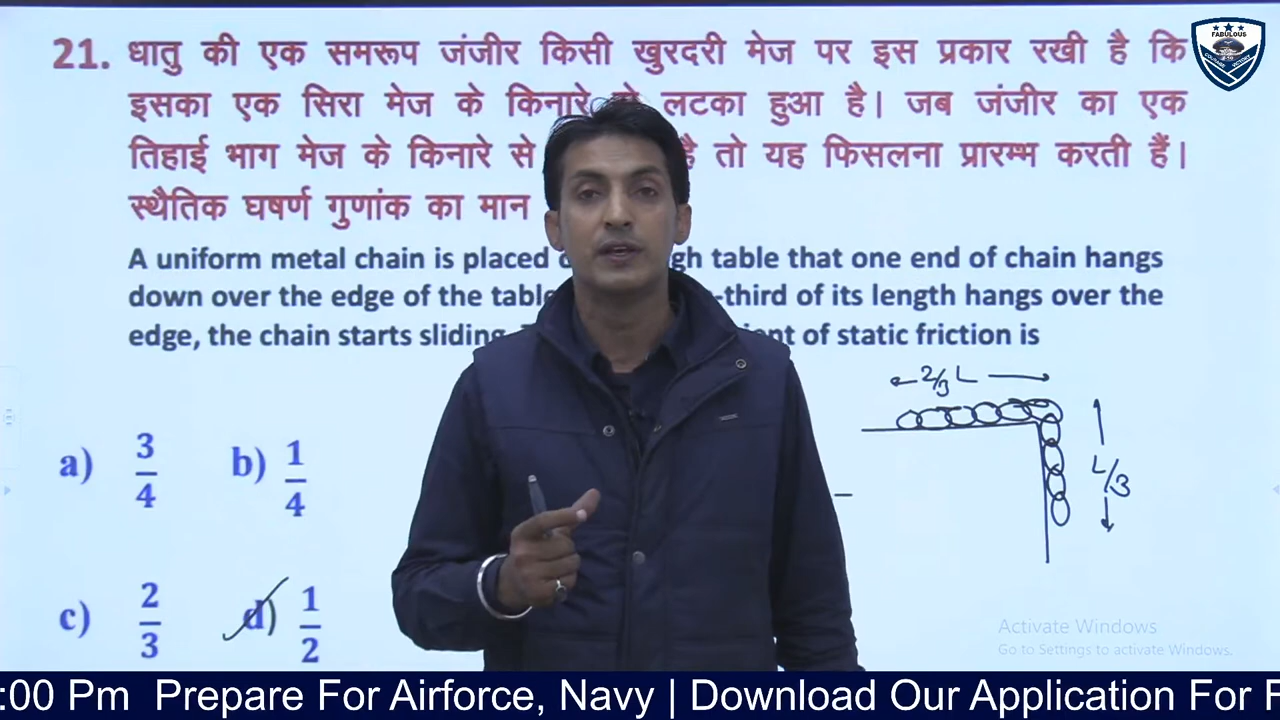 21. धातु की एक समरूप जंजीर किसी खुरदरी मेज पर इस प्रकार रखी है कि
इसका एक सिरा मेज के किनारे लटका हुआ है। जब जंजीर का एक
तिहाई भाग मेज के किनारे से है तो यह फिसलना प्रारम्भ करती हैं।
स्थैतिक घषर्ण गुणांक का मान
A uniform metal chain is placed table that one end of chain hangs
down over the edge of the table -third of its length hangs over the
edge, the chain starts sliding of static friction is
2/3 L
L/3
a) 3/4 b) 1/4
c) 2/3 d) 1/2
FABULOUS
Activate Windows
Go to Settings to activate Windows.
:00 Pm Prepare For Airforce, Navy | Download Our Application For F